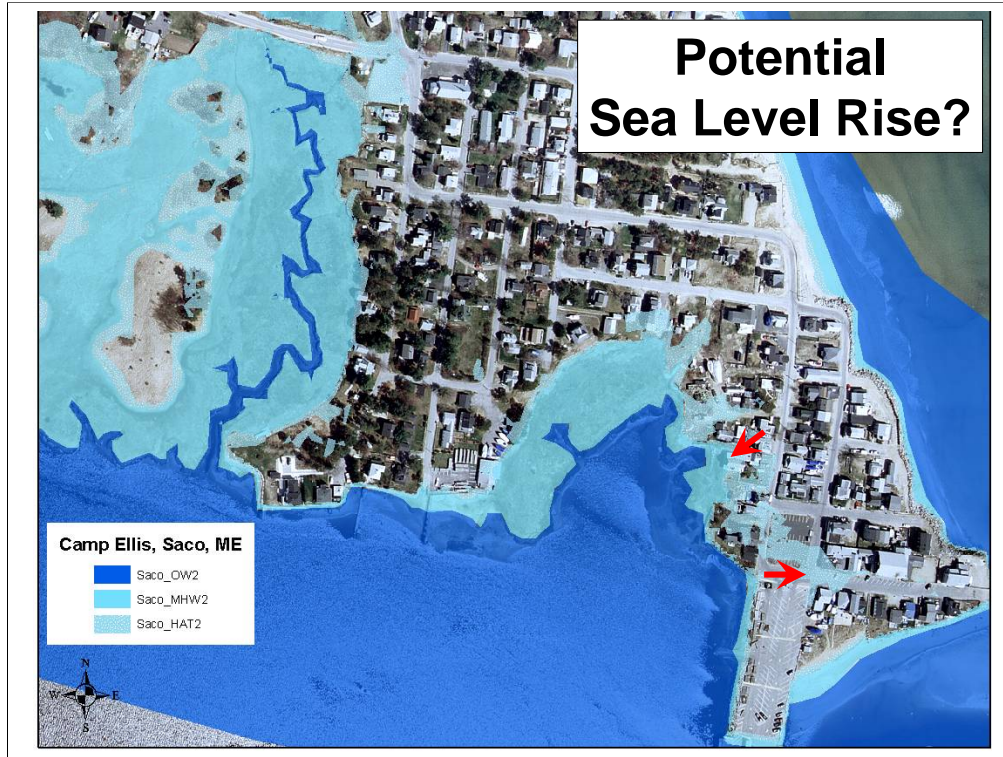 Potential
Sea Level Rise?
Camp Ellis, Saco, ME
Saco_OW2
Saco_MHW2
Saco_HAT2
N
W E
S